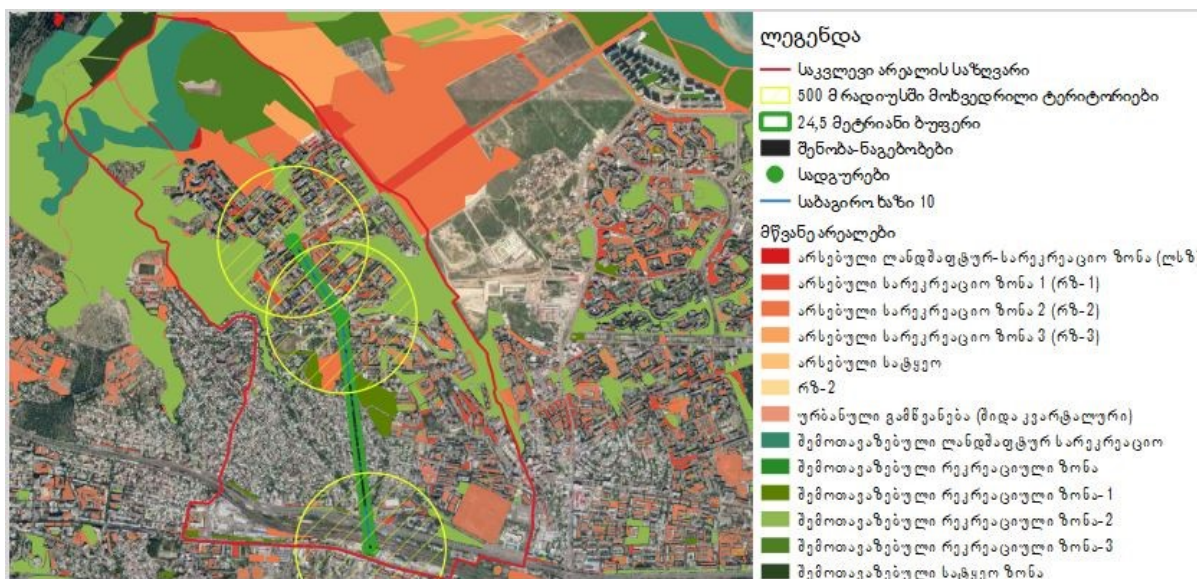 ლეგენდა
საკვლევი არეალის საზღვარი
500 მ რადიუსში მოხვედრილი ტერიტორიები
24,5 მეტრიანი ბუფერი
შენობა-ნაგებობები
სადგურები
საბაგირო ხაზი 10
მწვანე არეალები
არსებული ლანდშაფტურ-სარეკრეაციო ზონა (ლსზ
არსებული სარეკრეაციო ზონა 1 (რზ-1)
არსებული სარეკრეაციო ზონა 2 (რზ-2)
არსებული სარეკრეაციო ზონა 3 (რზ-3)
არსებული სატყეო
რზ-2
ურბანული გამწვანება (შიდა კვარტალური)
შემოთავაზებული ლანდშაფტურ სარეკრეაციო
შემოთავაზებული რეკრეაციული ზონა
შემოთავაზებული რეკრეაციული ზონა-1
შემოთავაზებული რეკრეაციული ზონა-2
შემოთავაზებული რეკრეაციული ზონა-3
შემოთავაზებული სატყეო ზონა